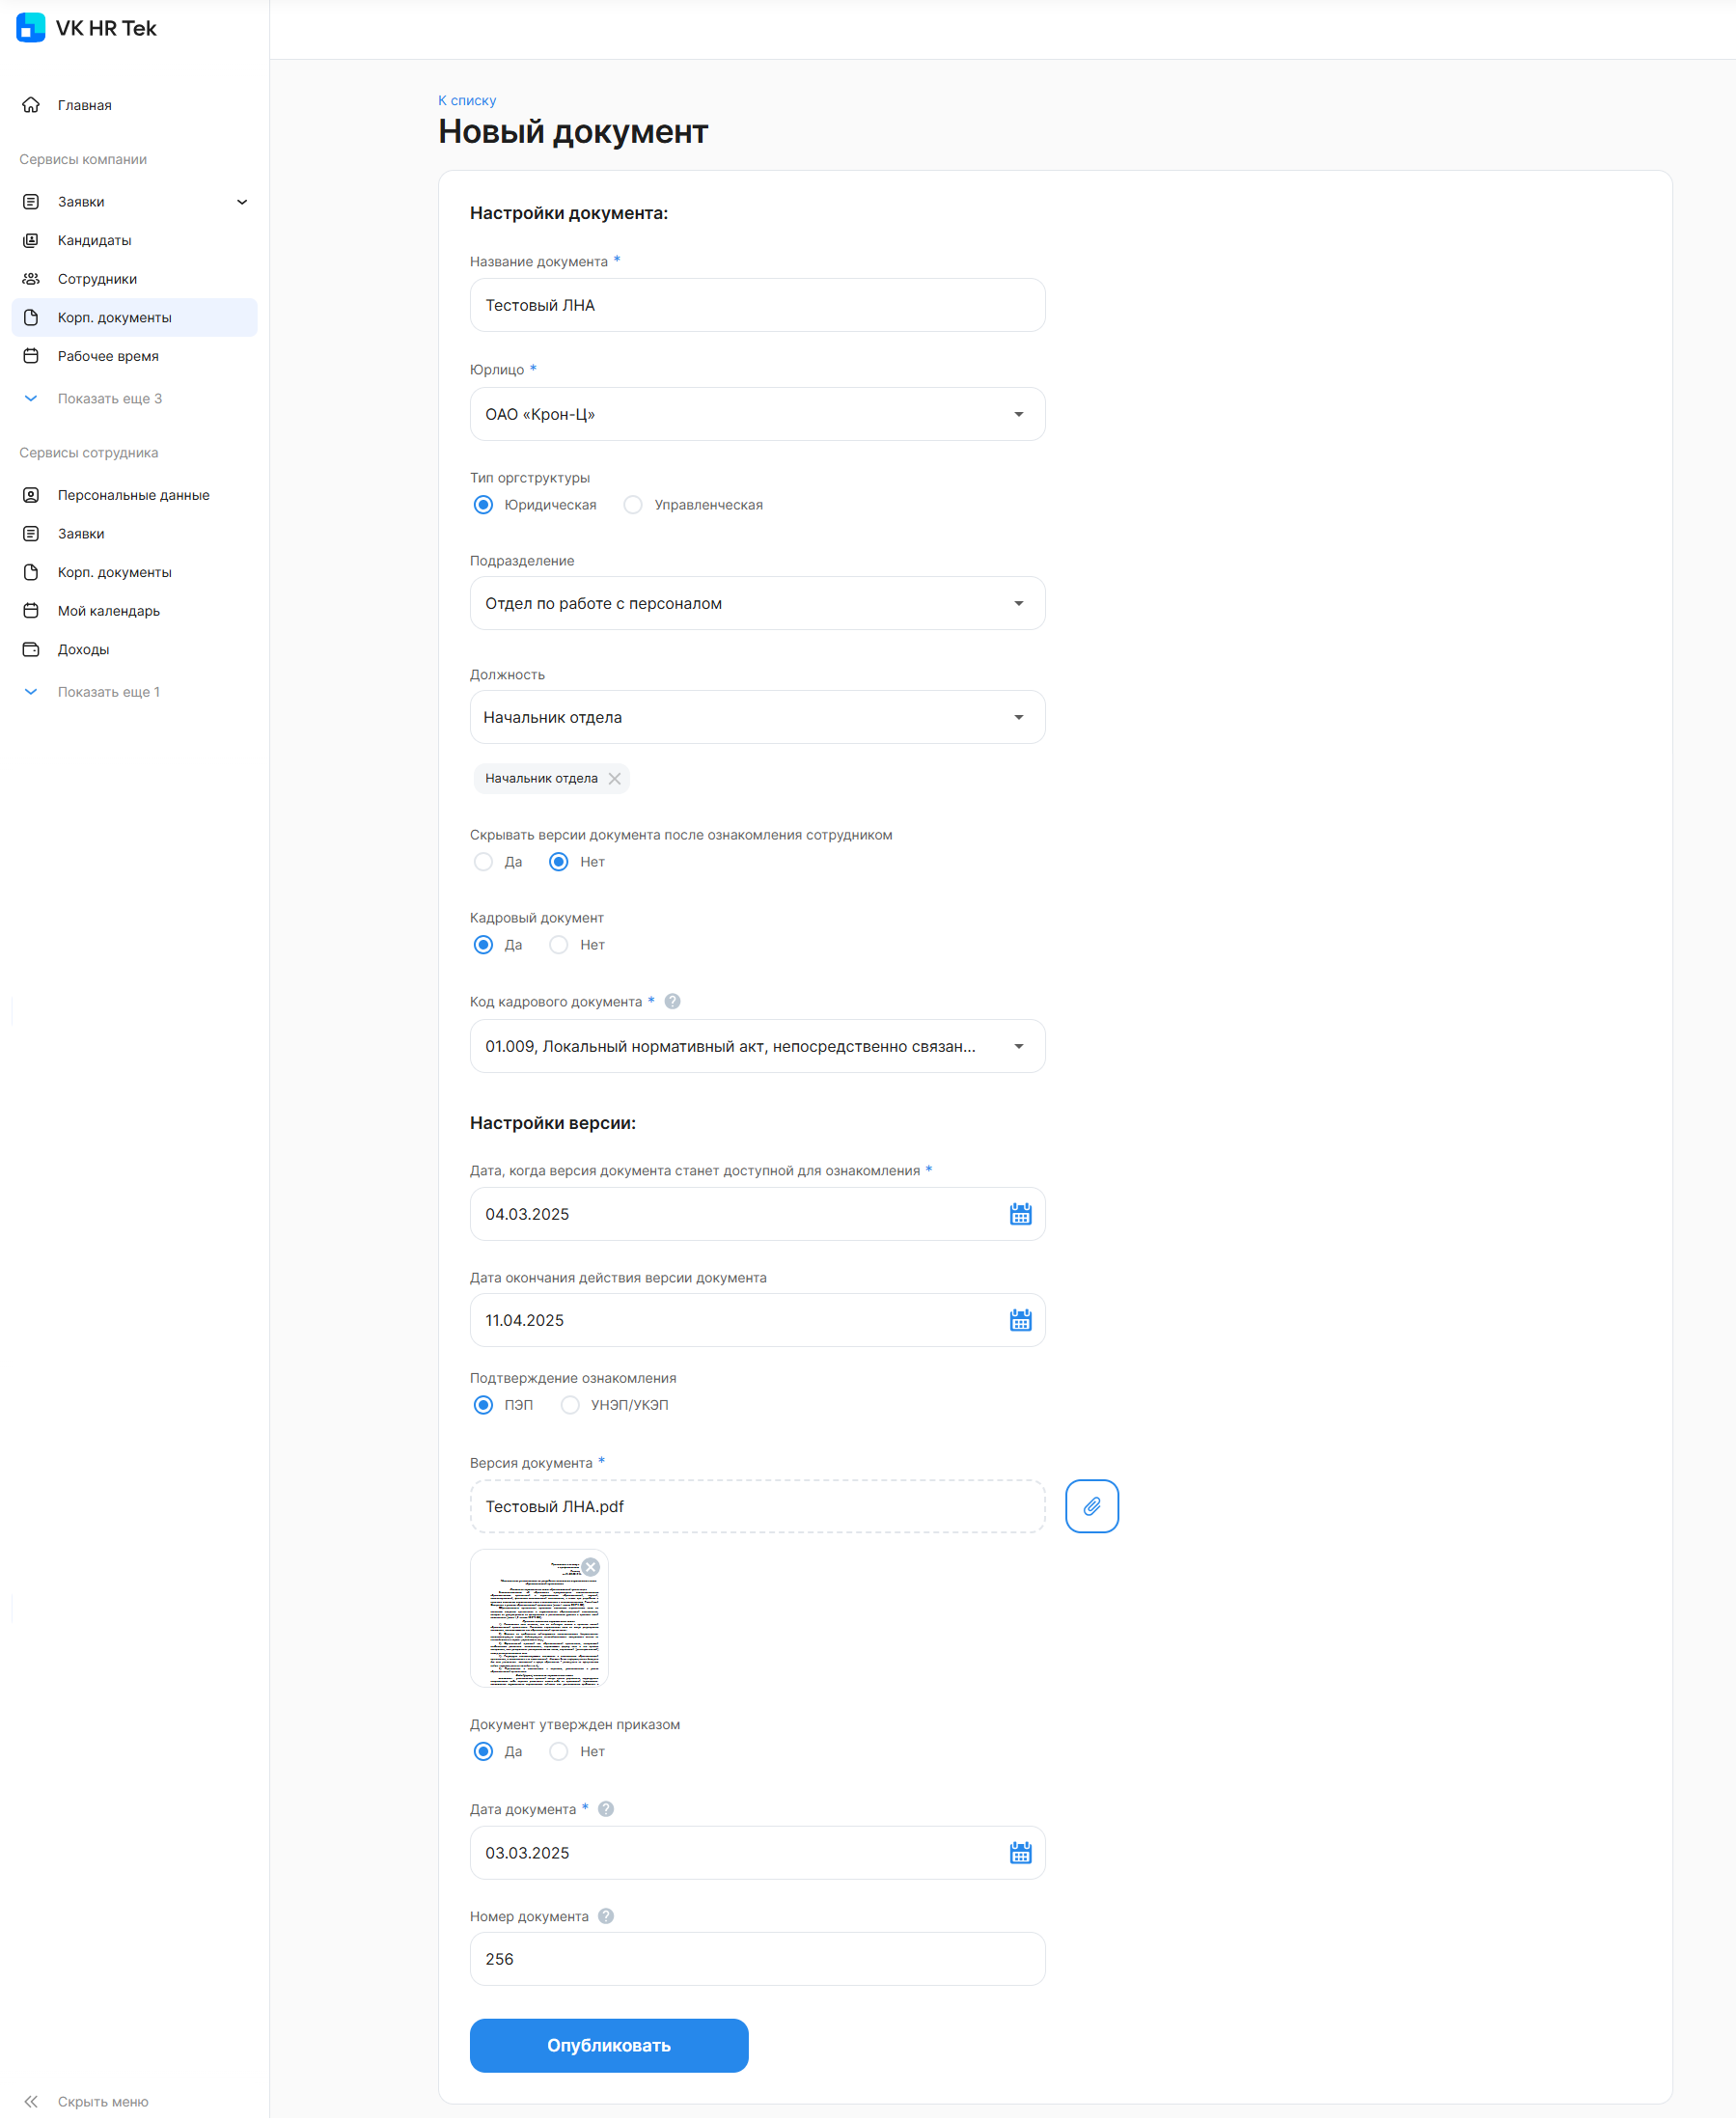 VK HR Tek
Главная
Сервисы компании
Заявки
Кандидаты
Сотрудники
Корп. документы
Рабочее время
Показать еще 3
Сервисы сотрудника
Персональные данные
Заявки
Корп. документы
Мой календарь
Доходы
Показать еще 1
Скрыть меню
К списку
Новый документ
Настройки документа:
Название документа *
Тестовый ЛНА
Юрлицо *
ОАО «Крон-Ц»
Тип оргструктуры
Юридическая Управленческая
Подразделение
Отдел по работе с персоналом
Должность
Начальник отдела
Начальник отдела
Скрывать версии документа после ознакомления сотрудником
Да Нет
Кадровый документ
Да Нет
Код кадрового документа * ?
01.009, Локальный нормативный акт, непосредственно связан...
Настройки версии:
Дата, когда версия документа станет доступной для ознакомления *
04.03.2025
Дата окончания действия версии документа
11.04.2025
Подтверждение ознакомления
ПЭП УНЭП/УКЭП
Версия документа *
Тестовый ЛНА.pdf
Документ утвержден приказом
Да Нет
Дата документа * ?
03.03.2025
Номер документа ?
256
Опубликовать